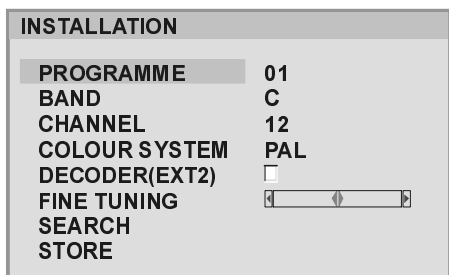 INSTALLATION
PROGRAMME 01
BAND C
CHANNEL 12
COLOUR SYSTEM PAL
DECODER(EXT2)
FINE TUNING
SEARCH
STORE